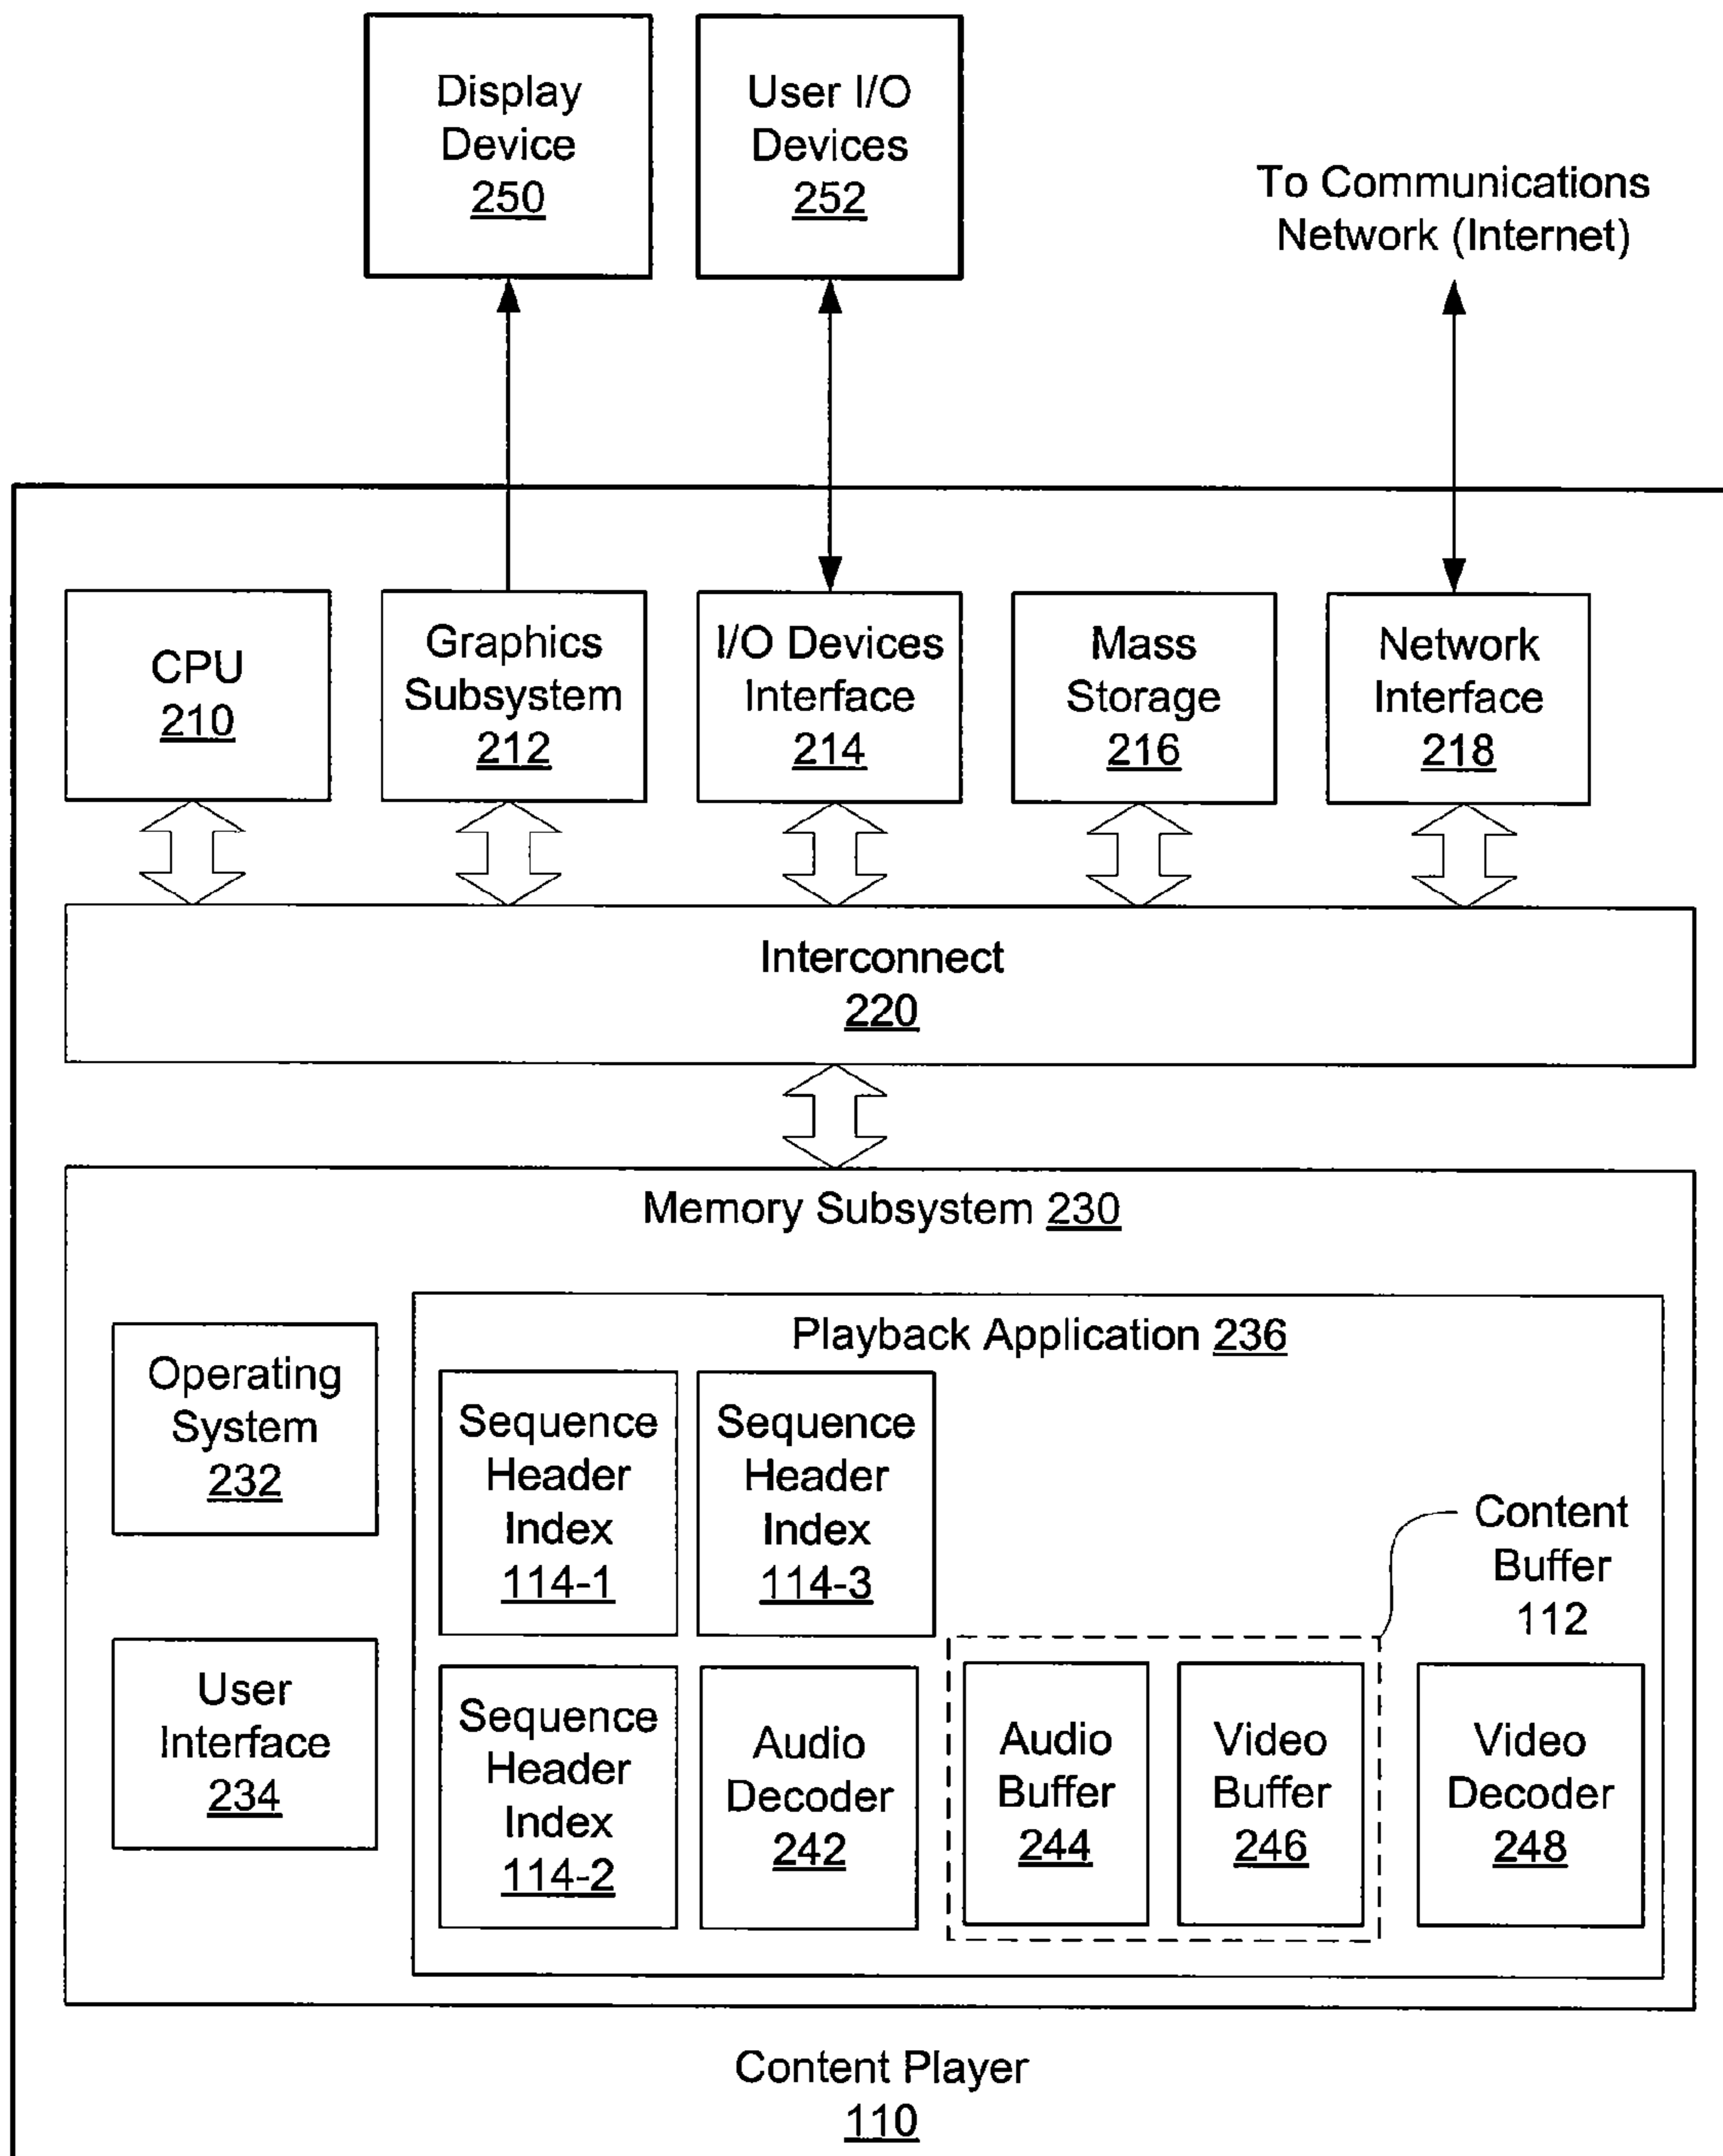 Display
Device
250
User I/O
Devices
252
To Communications
Network (Internet)
CPU
210
Graphics
Subsystem
212
I/O Devices
Interface
214
Mass
Storage
216
Network
Interface
218
Interconnect
220
Memory Subsystem 230
Operating
System
232
User
Interface
234
Playback Application 236
Sequence
Header
Index
114-1
Sequence
Header
Index
114-3
Content
Buffer
112
Sequence
Header
Index
114-2
Audio
Decoder
242
Audio
Buffer
244
Video
Buffer
246
Video
Decoder
248
Content Player
110